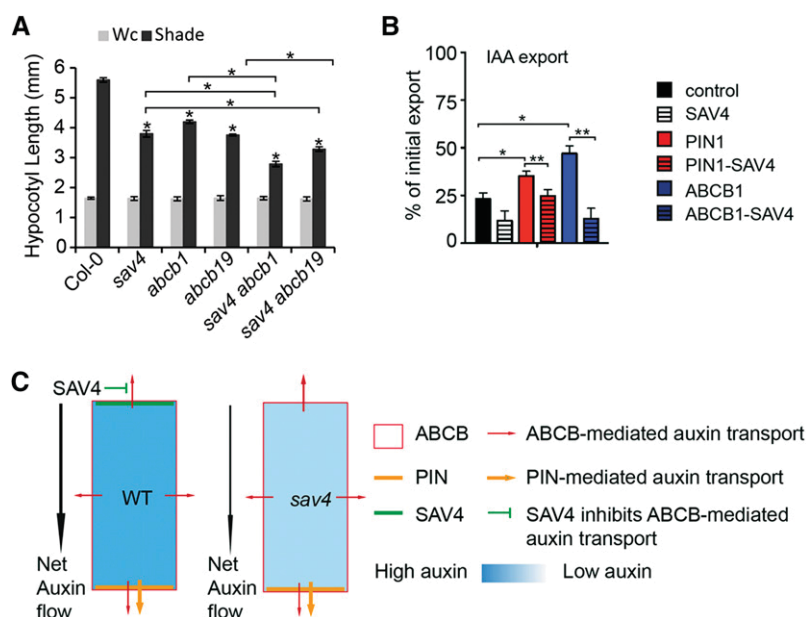 A
Wc Shade
Hypocotyl Length (mm)
6
5
4
3
2
1
0
* * * *
* * * * *
Col-0
sav4
abcb1
abcb19
sav4 abcb1
sav4 abcb19
B
IAA export
% of initial export
100
75
50
25
0
* * ** **
control
SAV4
PIN1
PIN1-SAV4
ABCB1
ABCB1-SAV4
C
SAV4
WT
Net
Auxin
flow
sav4
Net
Auxin
flow
ABCB
ABCB-mediated auxin transport
PIN
PIN-mediated auxin transport
SAV4
SAV4 inhibits ABCB-mediated
auxin transport
High auxin
Low auxin